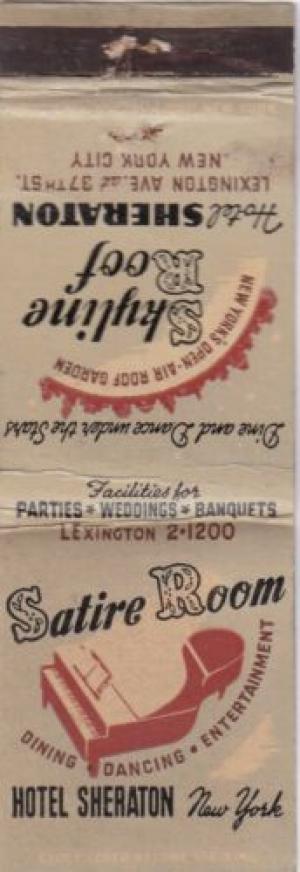 LEXINGTON AVE. at 37TH ST.
NEW YORK CITY.
Hotel SHERATON
Skyline
Roof
NEW YORK'S OPEN-AIR ROOF GARDEN
Dine and Dance under the Stars
Facilities for
PARTIES * WEDDINGS * BANQUETS
LEXINGTON 2-1200
Satire Room
DINING • DANCING • ENTERTAINMENT
HOTEL SHERATON New York